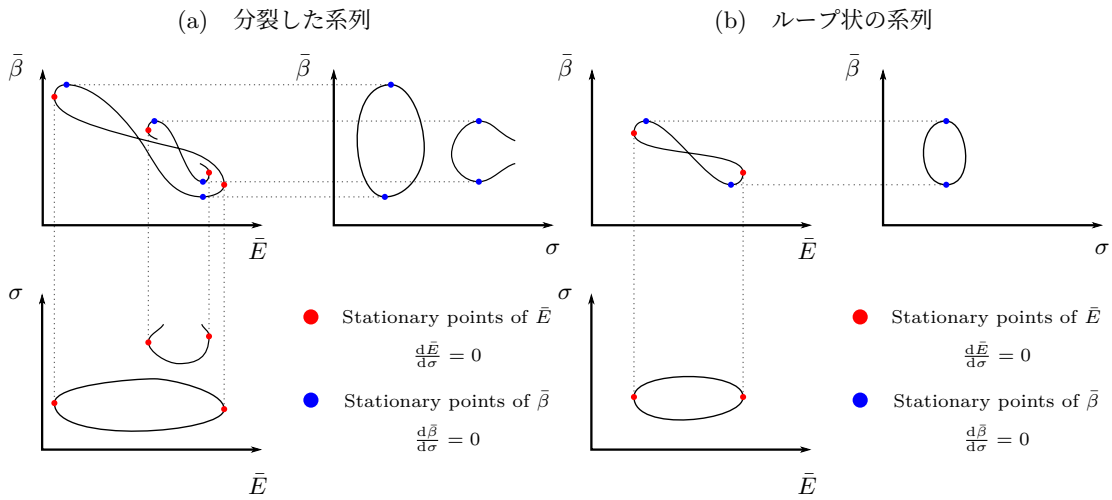 (a) 分裂した系列
β̄
Ē
β̄
σ
σ
Ē
Stationary points of Ē
dĒ/dσ = 0
Stationary points of β̄
dβ̄/dσ = 0
(b) ループ状の系列
β̄
Ē
β̄
σ
σ
Ē
Stationary points of Ē
dĒ/dσ = 0
Stationary points of β̄
dβ̄/dσ = 0